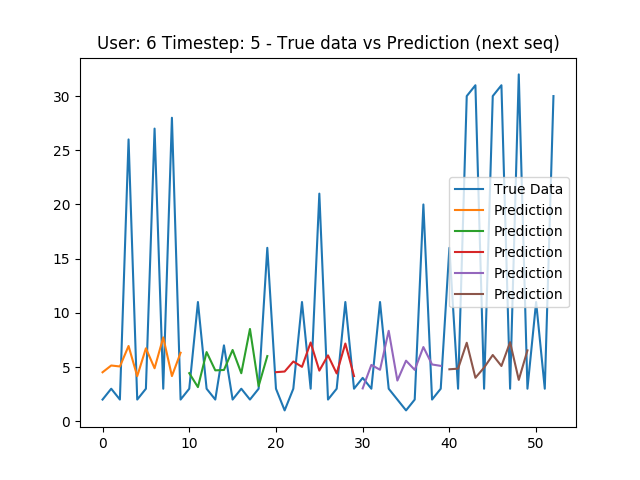 User: 6 Timestep: 5 - True data vs Prediction (next seq)
30
25
20
15
10
5
0
True Data
Prediction
Prediction
Prediction
Prediction
Prediction
0 10 20 30 40 50